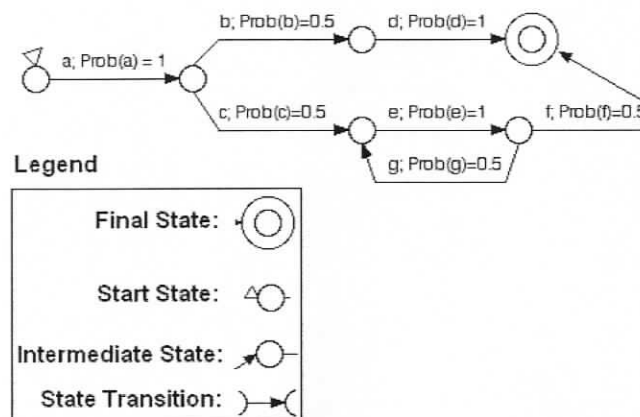 b; Prob(b)=0.5
d; Prob(d)=1
a; Prob(a) = 1
c; Prob(c)=0.5
e; Prob(e)=1
f; Prob(f)=0.5
g; Prob(g)=0.5
Legend
Final State:
Start State:
Intermediate State:
State Transition: